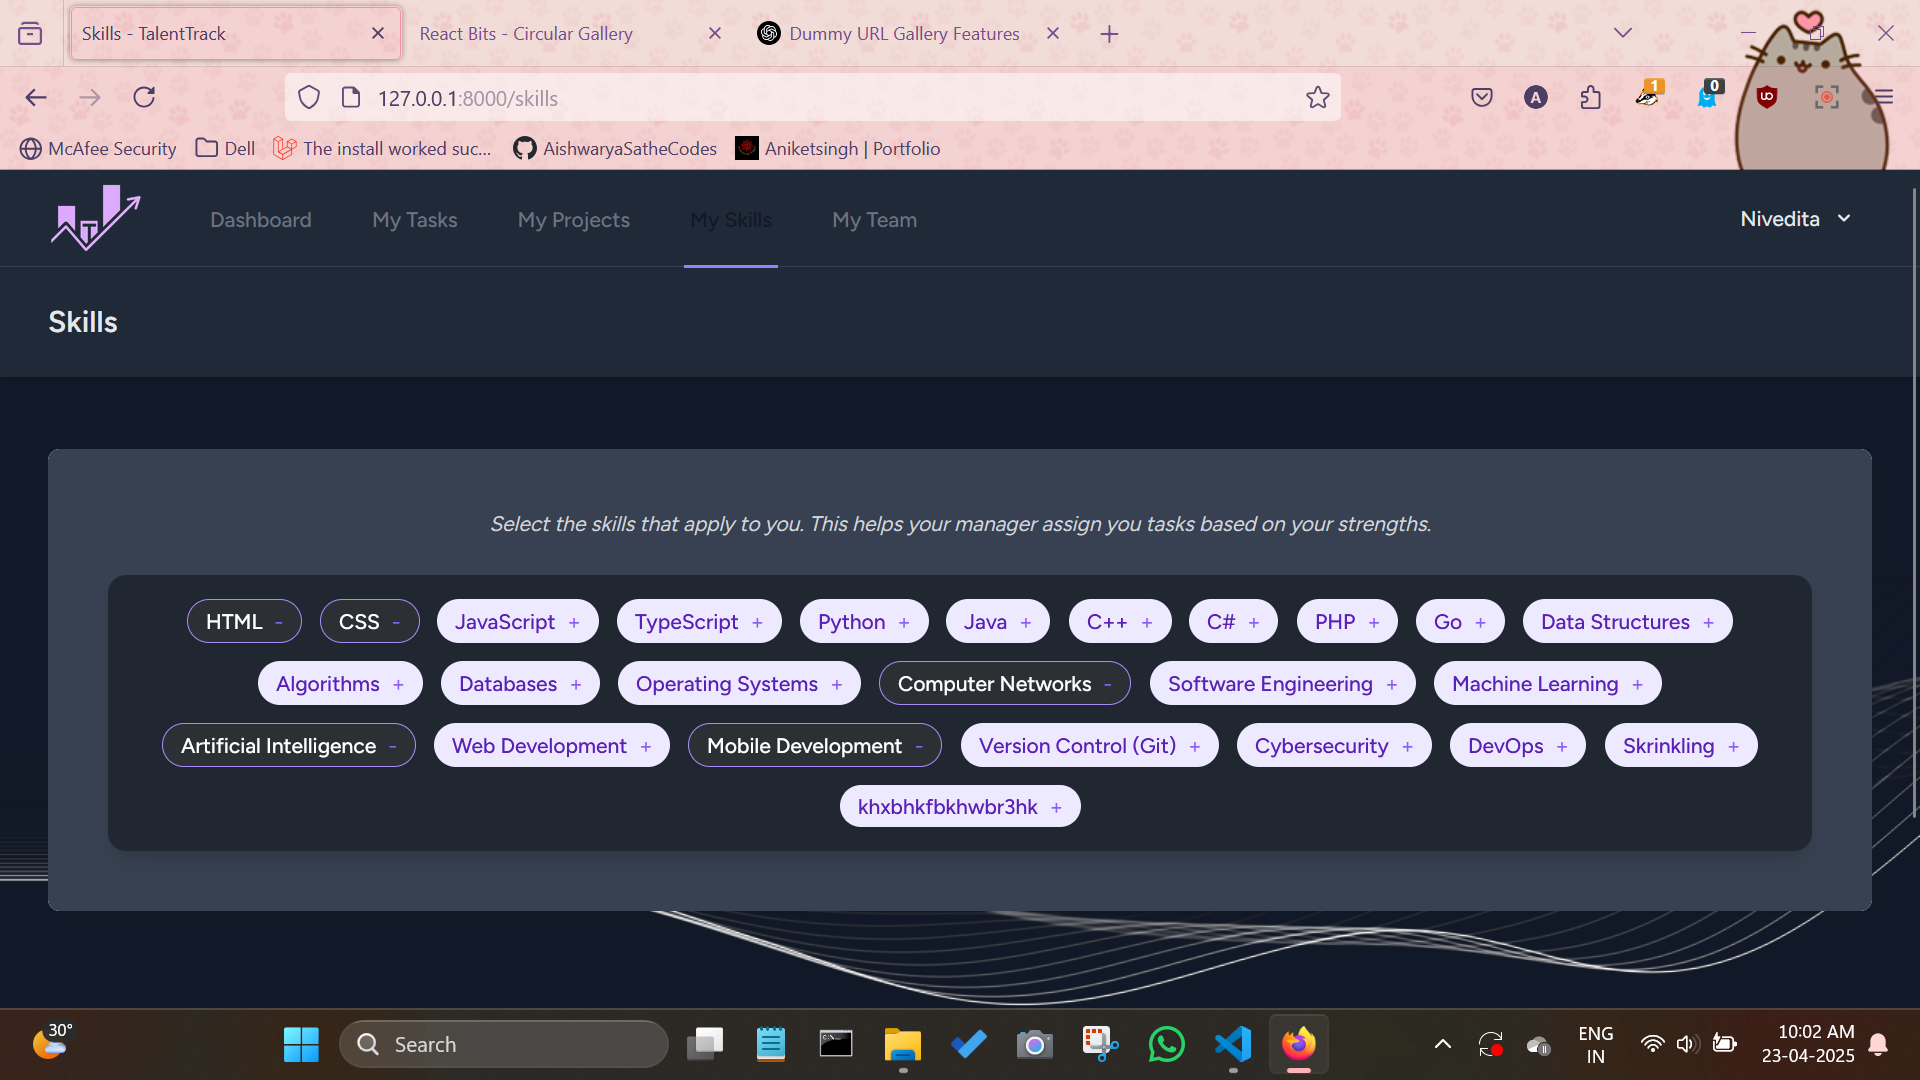 Skills - TalentTrack
React Bits - Circular Gallery
Dummy URL Gallery Features
127.0.0.1:8000/skills
A
1
0
McAfee Security
Dell
The install worked suc...
AishwaryaSatheCodes
Aniketsingh | Portfolio
T
Dashboard
My Tasks
My Projects
My Skills
My Team
Nivedita
Skills
Select the skills that apply to you. This helps your manager assign you tasks based on your strengths.
HTML - CSS - JavaScript + TypeScript + Python + Java + C++ + C# + PHP + Go + Data Structures +
Algorithms + Databases + Operating Systems + Computer Networks - Software Engineering + Machine Learning +
Artificial Intelligence - Web Development + Mobile Development - Version Control (Git) + Cybersecurity + DevOps + Skrinkling +
khxbhkfbkhwbr3hk +
30°
Search
ENG
IN
10:02 AM
23-04-2025